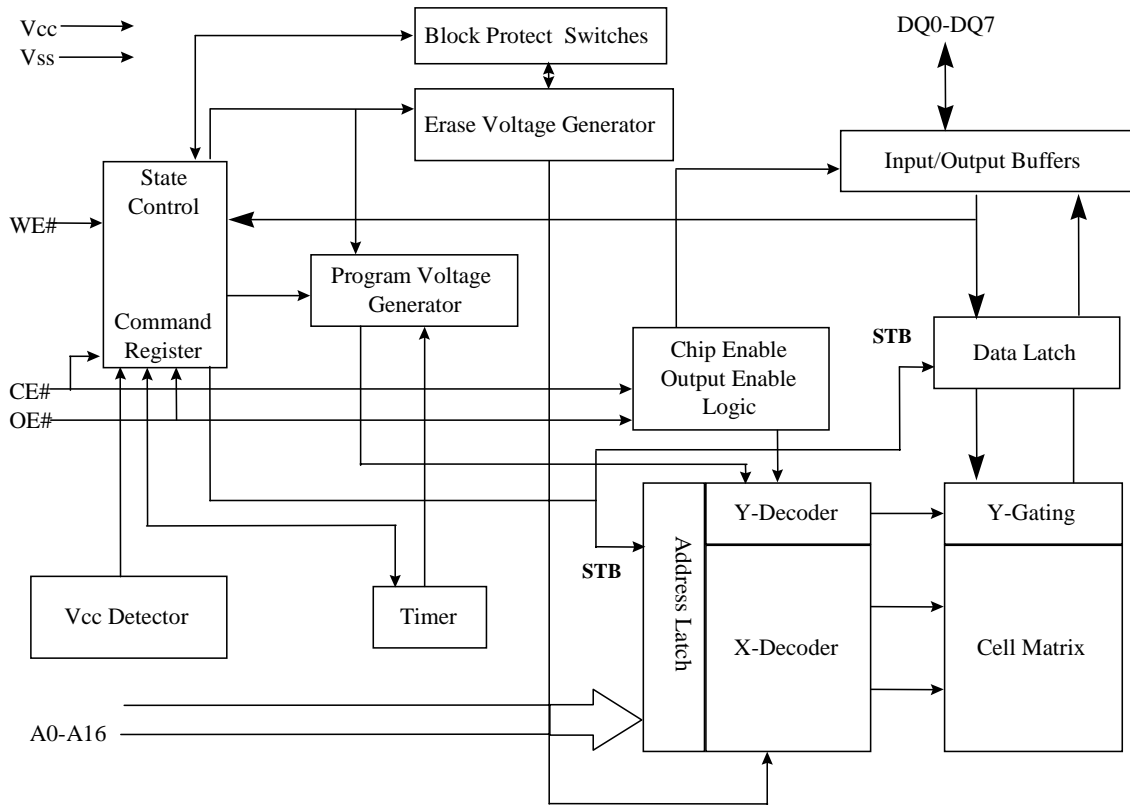 Vcc
Vss
Block Protect Switches
DQ0-DQ7
Erase Voltage Generator
Input/Output Buffers
State
Control
WE#
Program Voltage
Generator
Command
Register
STB
Data Latch
Chip Enable
Output Enable
Logic
CE#
OE#
Y-Decoder
Y-Gating
STB
Address Latch
Vcc Detector
Timer
X-Decoder
Cell Matrix
A0-A16